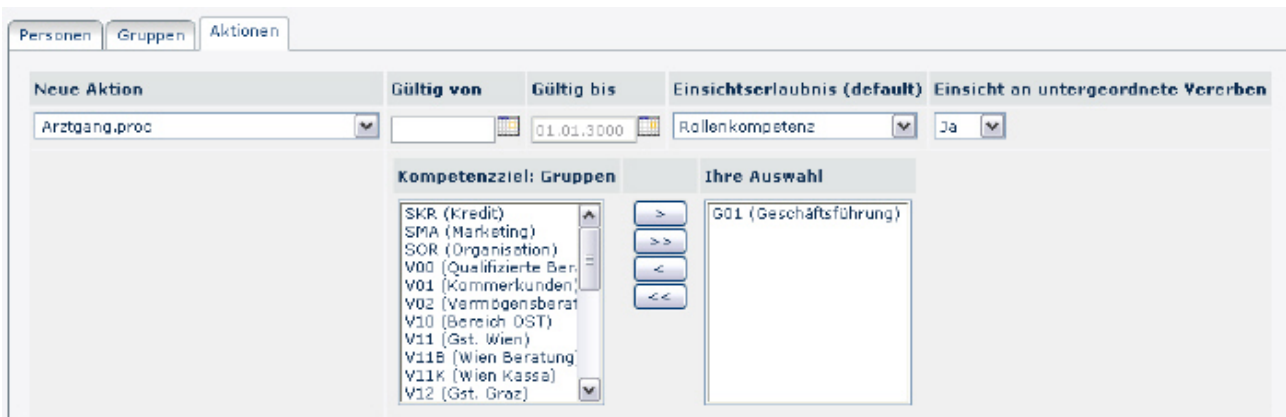 Personen Gruppen Aktionen
Neue Aktion Gültig von Gültig bis Einsichtserlaubnis (default) Einsicht an untergeordnete Vererben
Arztgang.proc 01.01.3000 Rollenkompetenz Ja
Kompetenzziel: Gruppen Ihre Auswahl
SKR (Kredit) > G01 (Geschäftsführung)
SMA (Marketing)
SOR (Organisation) >>
V00 (Qualifizierte Ber
V01 (Kommerkunden) <
V02 (Vermögensberat
V10 (Bereich OST) <<
V11 (Gst. Wien)
V11B (Wien Beratung)
V11K (Wien Kassa)
V12 (Gst. Graz)